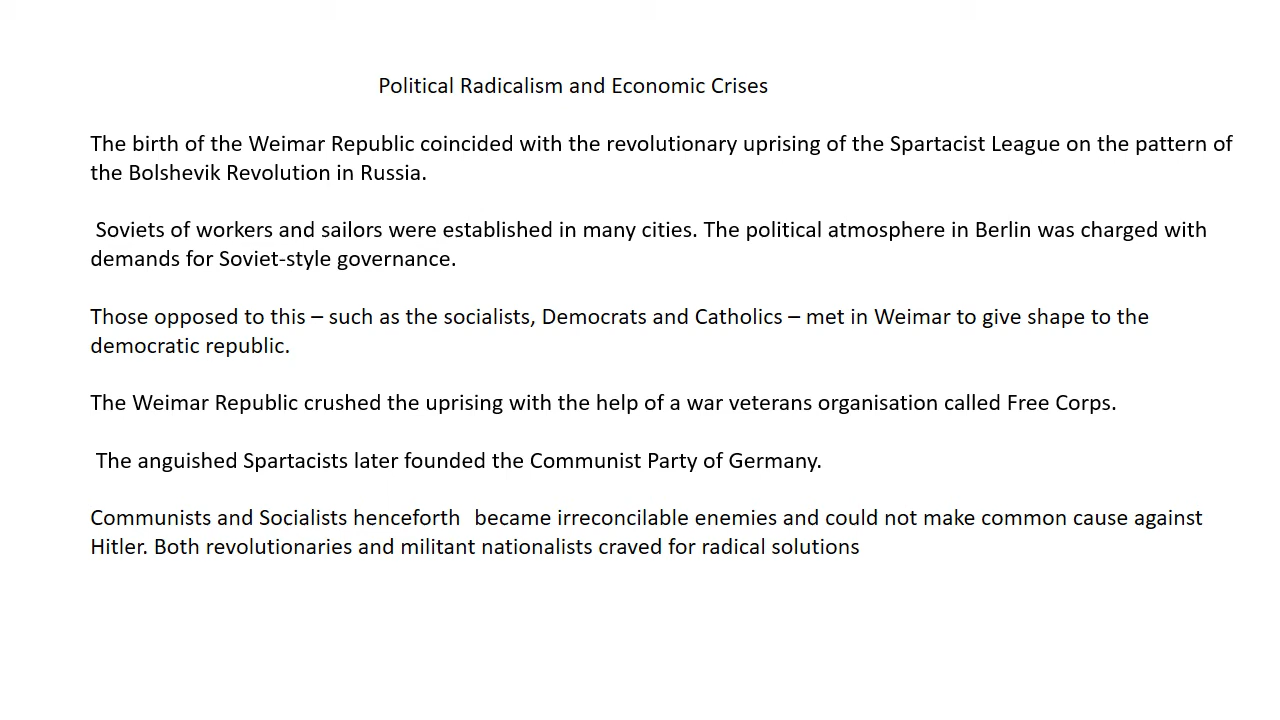 Political Radicalism and Economic Crises
The birth of the Weimar Republic coincided with the revolutionary uprising of the Spartacist League on the pattern of
the Bolshevik Revolution in Russia.
Soviets of workers and sailors were established in many cities. The political atmosphere in Berlin was charged with
demands for Soviet-style governance.
Those opposed to this – such as the socialists, Democrats and Catholics – met in Weimar to give shape to the
democratic republic.
The Weimar Republic crushed the uprising with the help of a war veterans organisation called Free Corps.
The anguished Spartacists later founded the Communist Party of Germany.
Communists and Socialists henceforth  became irreconcilable enemies and could not make common cause against
Hitler. Both revolutionaries and militant nationalists craved for radical solutions